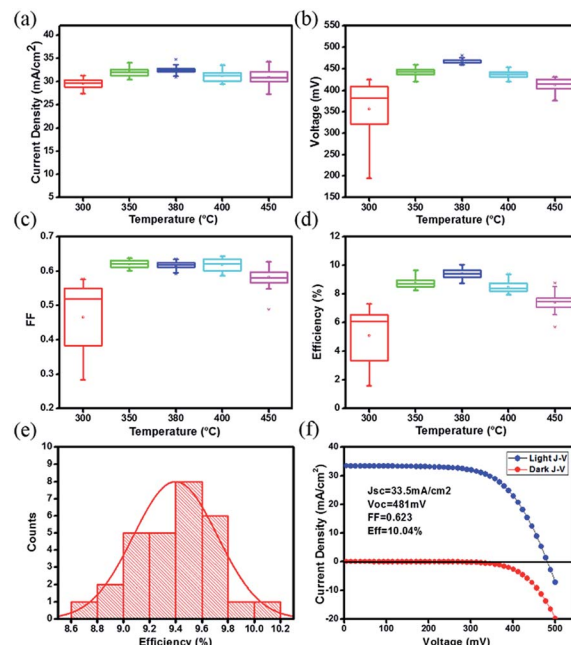 (a)
Current Density (mA/cm²)
40
35
30
25
20
15
10
5
300 350 380 400 450
Temperature (°C)
(b)
Voltage (mV)
550
500
450
400
350
300
250
200
150
300 350 380 400 450
Temperature (°C)
(c)
FF
0.7
0.6
0.5
0.4
0.3
0.2
300 350 380 400 450
Temperature (°C)
(d)
Efficiency (%)
12
10
8
6
4
2
0
300 350 380 400 450
Temperature (°C)
(e)
Counts
10
9
8
7
6
5
4
3
2
1
0
8.6 8.8 9.0 9.2 9.4 9.6 9.8 10.0 10.2
Efficiency (%)
(f)
Current Density (mA/cm²)
40
30
20
10
0
-10
-20
Light J-V
Dark J-V
Jsc=33.5mA/cm2
Voc=481mV
FF=0.623
Eff=10.04%
0 100 200 300 400 500
Voltage (mV)